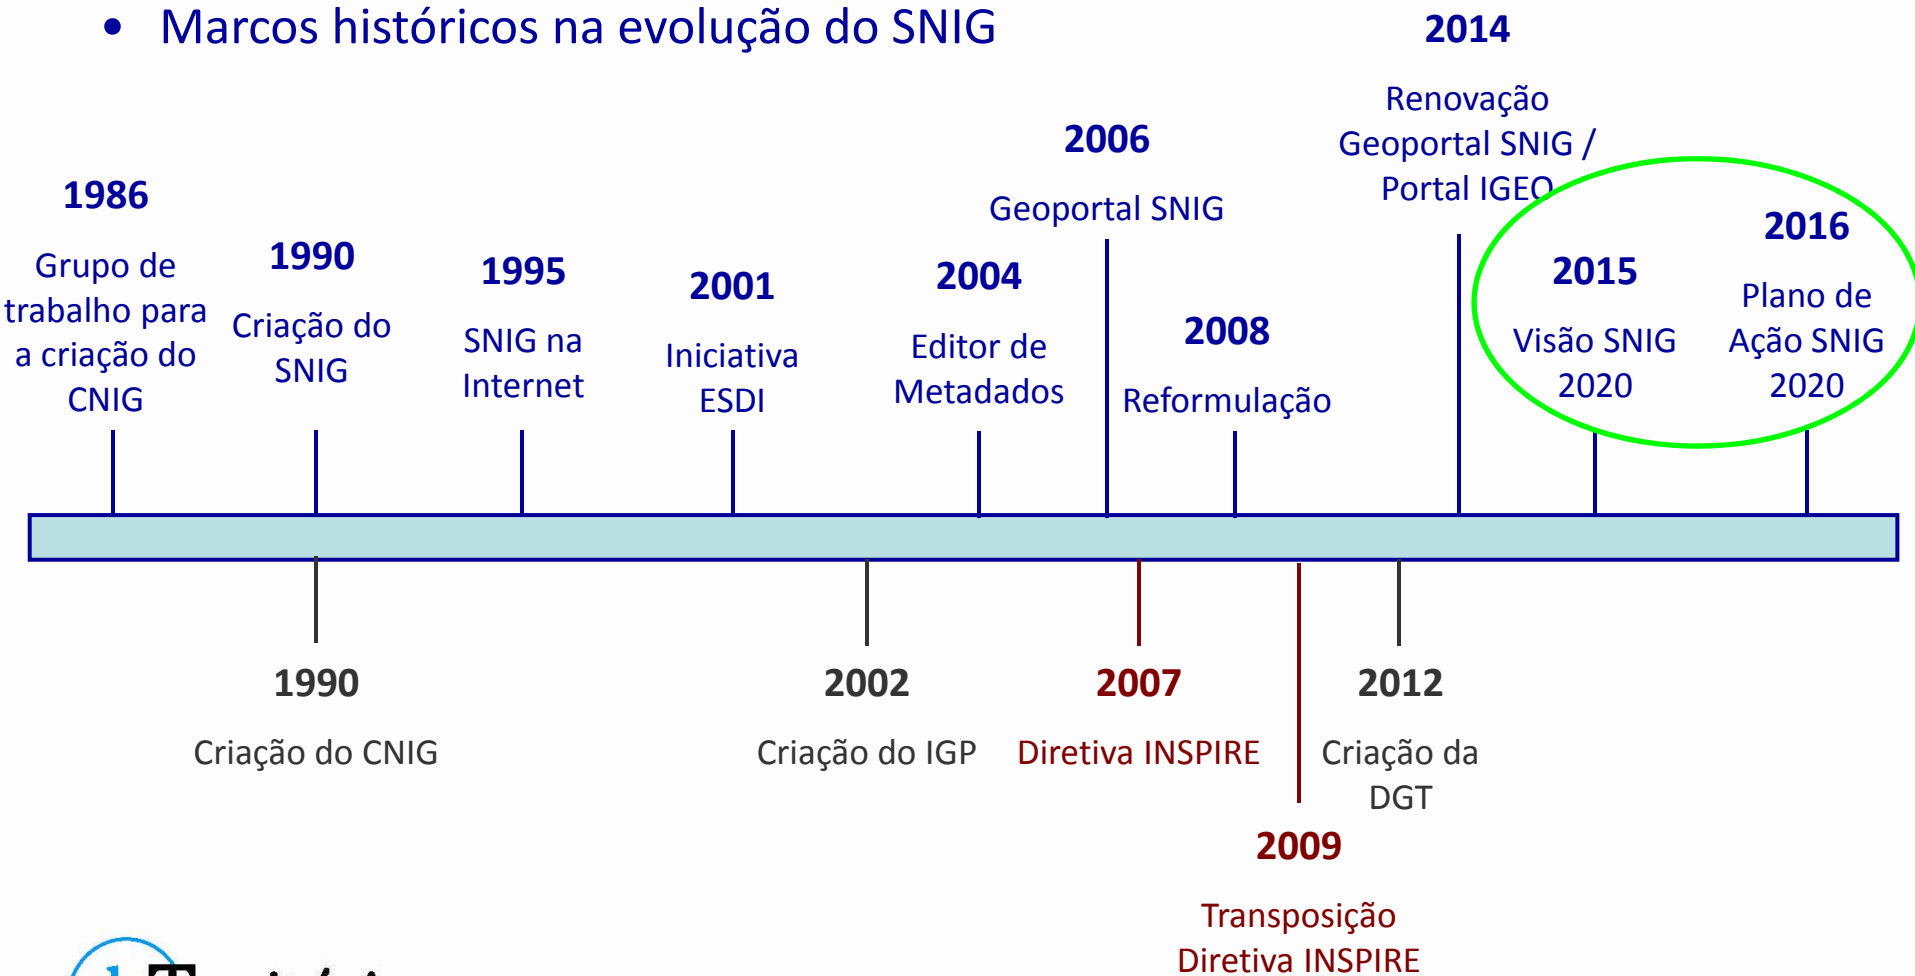 • Marcos históricos na evolução do SNIG
1986
Grupo de
trabalho para
a criação do
CNIG
1990
Criação do
SNIG
1995
SNIG na
Internet
2001
Iniciativa
ESDI
2004
Editor de
Metadados
2006
Geoportal SNIG
2008
Reformulação
2014
Renovação
Geoportal SNIG /
Portal IGEO
2015
Visão SNIG
2020
2016
Plano de
Ação SNIG
2020
1990
Criação do CNIG
2002
Criação do IGP
2007
Diretiva INSPIRE
2009
Transposição
Diretiva INSPIRE
2012
Criação da
DGT